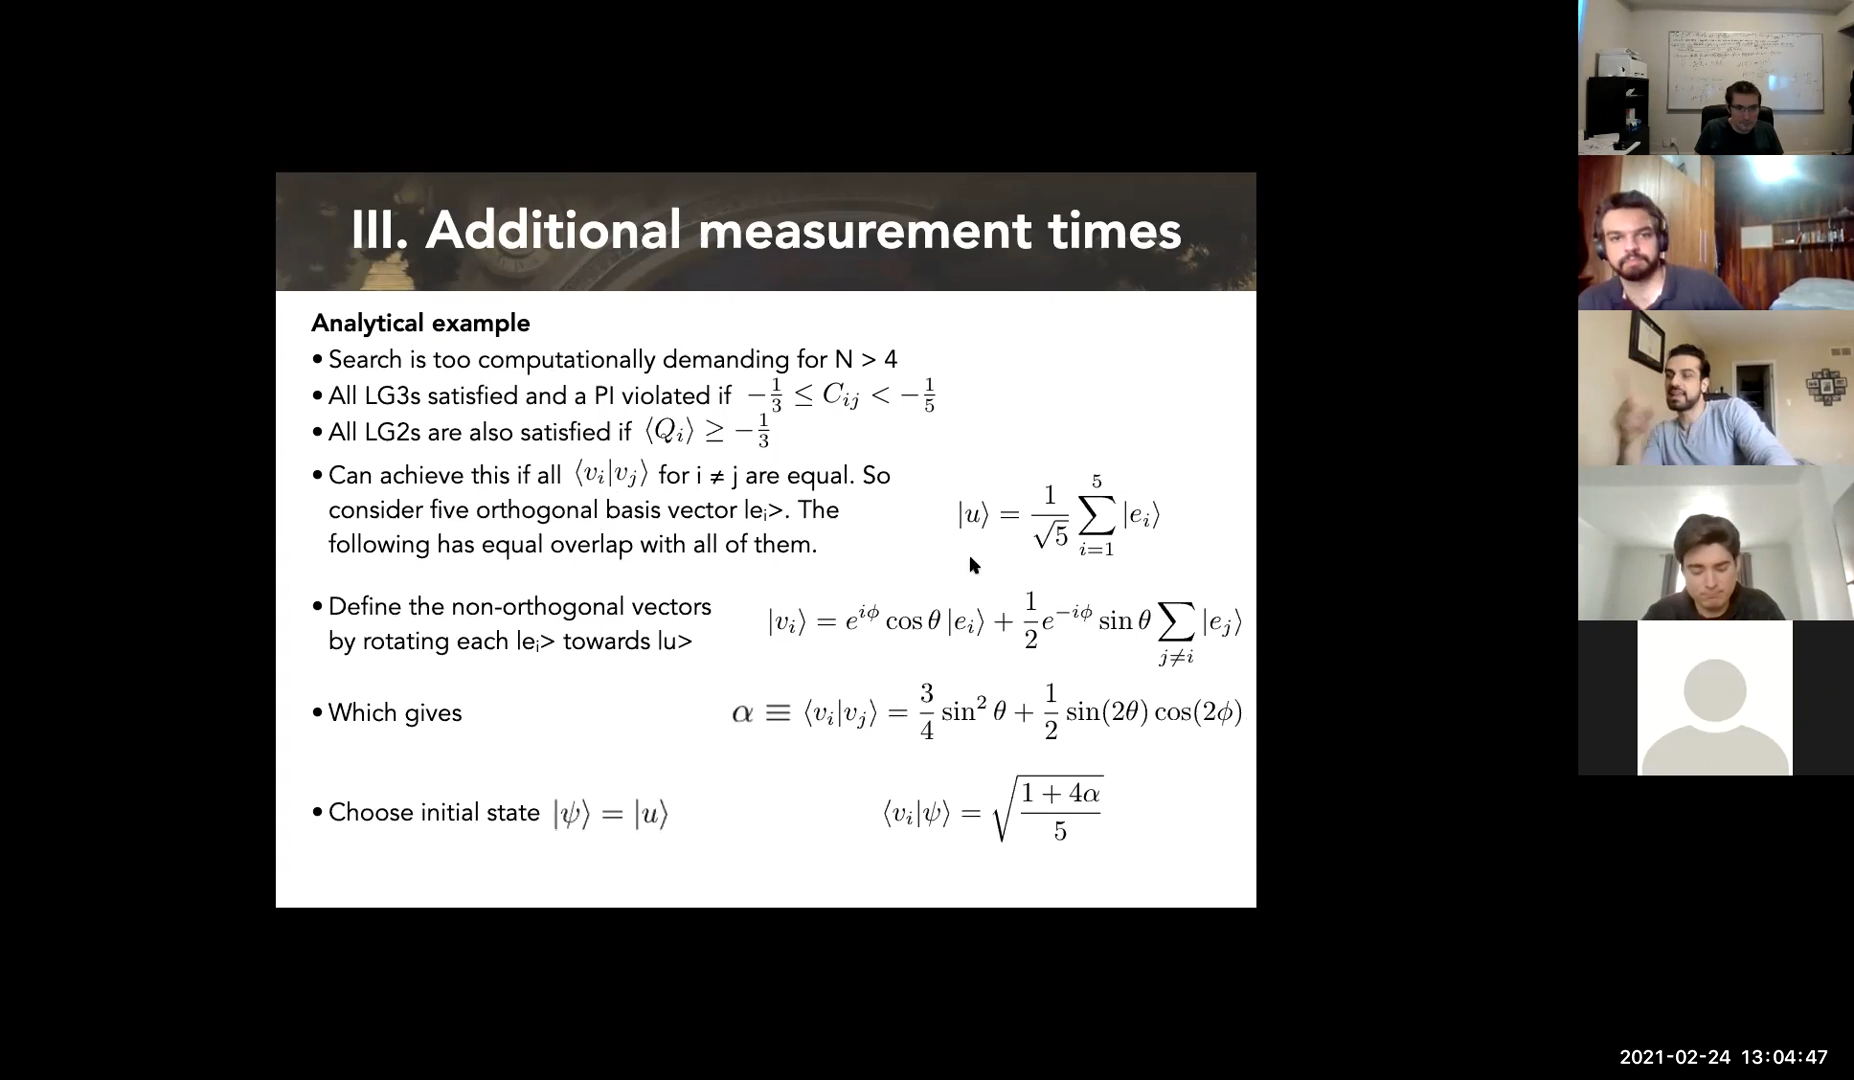 III. Additional measurement times
Analytical example
• Search is too computationally demanding for N > 4
• All LG3s satisfied and a PI violated if −1/3 ≤ C_ij < −1/5
• All LG2s are also satisfied if ⟨Q_i⟩ ≥ −1/3
• Can achieve this if all ⟨v_i|v_j⟩ for i ≠ j are equal. So
consider five orthogonal basis vector |e_i>. The
following has equal overlap with all of them.
|u⟩ = 1/√5 ∑_{i=1}^{5} |e_i⟩
• Define the non-orthogonal vectors
by rotating each |e_i> towards |u>
|v_i⟩ = e^{iϕ} cos θ |e_i⟩ + 1/2 e^{−iϕ} sin θ ∑_{j≠i} |e_j⟩
• Which gives
α ≡ ⟨v_i|v_j⟩ = 3/4 sin² θ + 1/2 sin(2θ) cos(2ϕ)
• Choose initial state |ψ⟩ = |u⟩
⟨v_i|ψ⟩ = √((1 + 4α)/5)
2021-02-24 13:04:47